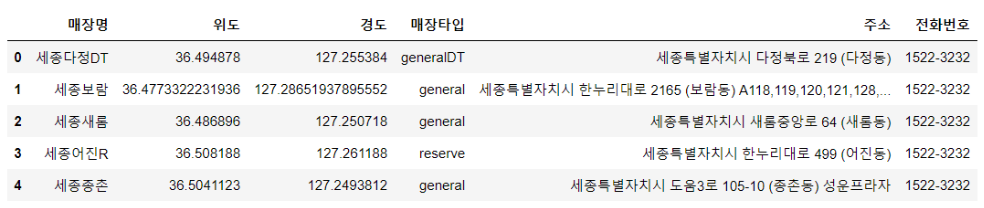 매장명 위도 경도 매장타입 주소 전화번호
0 세종다정DT 36.494878 127.255384 generalDT 세종특별자치시 다정북로 219 (다정동) 1522-3232
1 세종보람 36.4773322231936 127.28651937895552 general 세종특별자치시 한누리대로 2165 (보람동) A118,119,120,121,128,... 1522-3232
2 세종새롬 36.486896 127.250718 general 세종특별자치시 새롬중앙로 64 (새롬동) 1522-3232
3 세종어진R 36.508188 127.261188 reserve 세종특별자치시 한누리대로 499 (어진동) 1522-3232
4 세종종촌 36.5041123 127.2493812 general 세종특별자치시 도움3로 105-10 (종촌동) 성운프라자 1522-3232